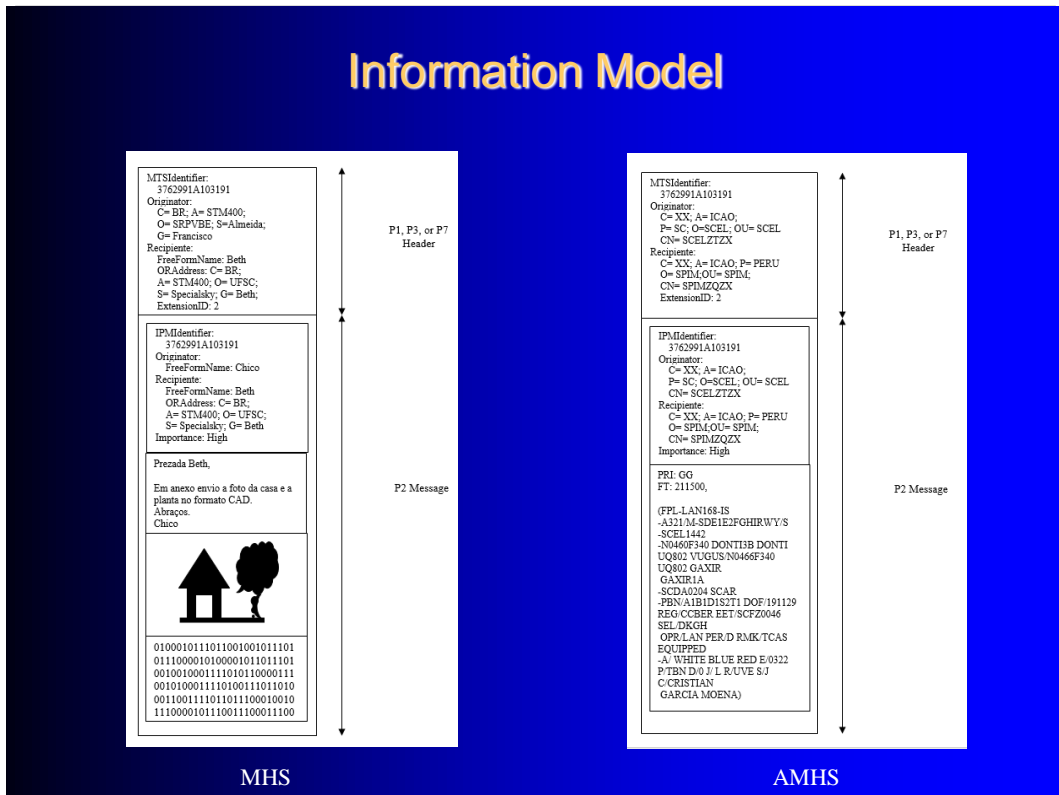 Information Model
MTSIdentifier:
3762991A103191
Originator:
C= BR; A= STM400;
O= SRPVBE; S=Almeida;
G= Francisco
Recipiente:
FreeFormName: Beth
ORAddress: C= BR;
A= STM400; O= UFSC;
S= Specialsky; G= Beth;
ExtensionID: 2
P1, P3, or P7
Header
IPMIdentifier:
3762991A103191
Originator:
FreeFormName: Chico
Recipiente:
FreeFormName: Beth
ORAddress: C= BR;
A= STM400; O= UFSC;
S= Specialsky; G= Beth
Importance: High
Prezada Beth,
Em anexo envio a foto da casa e a
planta no formato CAD.
Abraços.
Chico
P2 Message
010001011101100100101 1101
0111000010100001011011101
0010010001111010110000111
0010100011110100111011010
0011001111011011100010010
1110000101110011100011100
MHS
MTSIdentifier:
3762991A103191
Originator:
C= XX; A= ICAO;
P= SC; O=SCEL; OU= SCEL
CN= SCELZTZX
Recipiente:
C= XX; A= ICAO; P= PERU
O= SPIM;OU= SPIM;
CN= SPIMZQZX
ExtensionID: 2
P1, P3, or P7
Header
IPMIdentifier:
3762991A103191
Originator:
C= XX; A= ICAO;
P= SC; O=SCEL; OU= SCEL
CN= SCELZTZX
Recipiente:
C= XX; A= ICAO; P= PERU
O= SPIM;OU= SPIM;
CN= SPIMZQZX
Importance: High
PRI: GG
FT: 211500,
(FPL-LAN168-IS
-A321/M-SDE1E2FGHIRWY/S
-SCEL1442
-N0460F340 DONTI3B DONTI
UQ802 VUGUS/N0466F340
UQ802 GAXIR
GAXIR1A
-SCDA0204 SCAR
-PBN/A1B1D1S2T1 DOF/191129
REG/CCBER EET/SCFZ0046
SEL/DKGH
OPR/LAN PER/D RMK/TCAS
EQUIPPED
-A/ WHITE BLUE RED E/0322
P/TBN D/0 J/ L R/UVE S/J
C/CRISTIAN
GARCIA MOENA)
P2 Message
AMHS